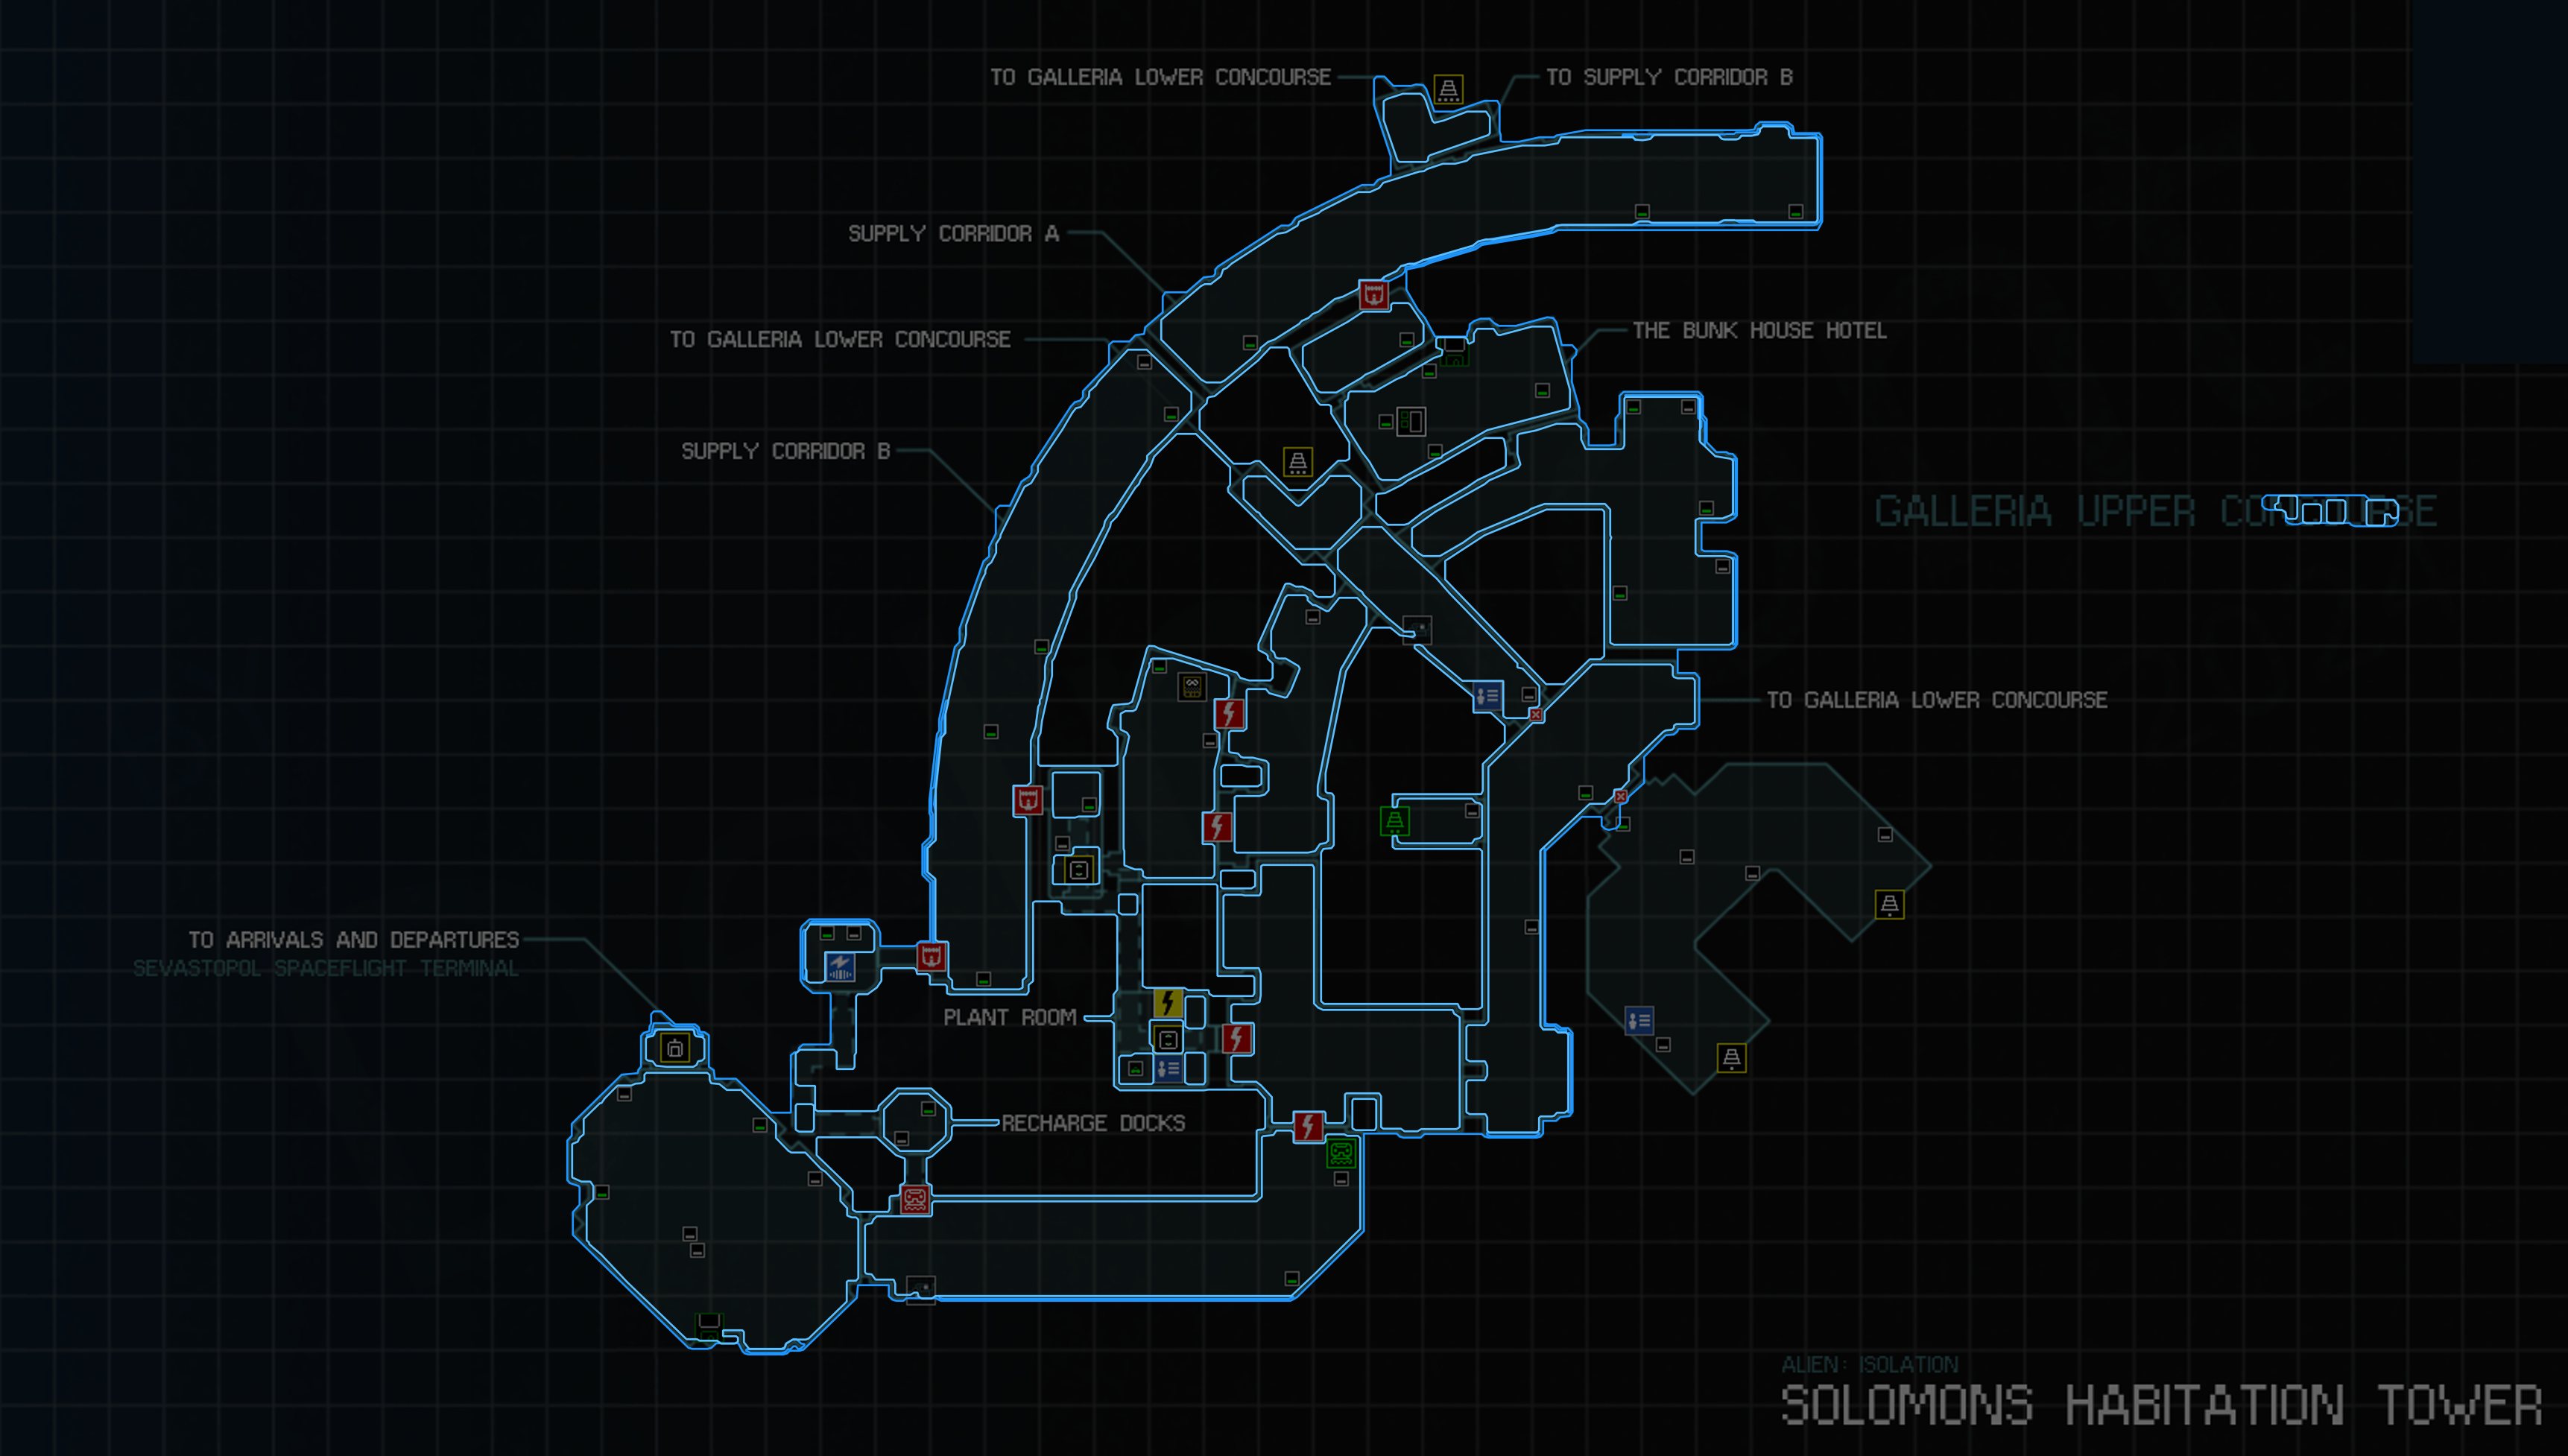 TO GALLERIA LOWER CONCOURSE
TO SUPPLY CORRIDOR B
SUPPLY CORRIDOR A
THE BUNK HOUSE HOTEL
TO GALLERIA LOWER CONCOURSE
SUPPLY CORRIDOR B
GALLERIA UPPER CONCOURSE
TO GALLERIA LOWER CONCOURSE
TO ARRIVALS AND DEPARTURES
SEVASTOPOL SPACEFLIGHT TERMINAL
PLANT ROOM
RECHARGE DOCKS
ALIEN: ISOLATION
SOLOMONS HABITATION TOWER